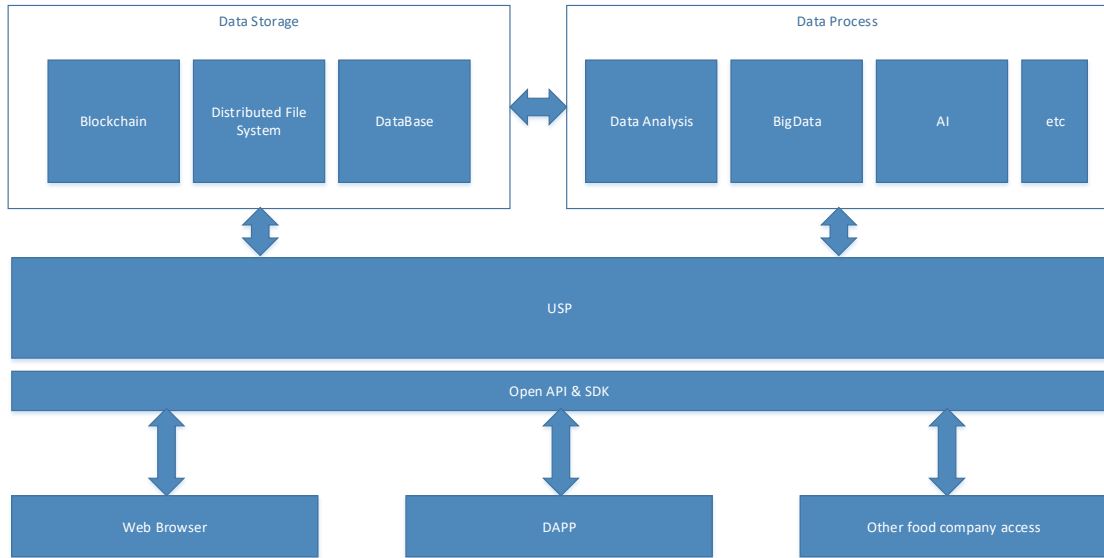 Data Storage
Data Process
Blockchain
Distributed File
System
DataBase
Data Analysis
BigData
AI
etc
USP
Open API & SDK
Web Browser
DAPP
Other food company access